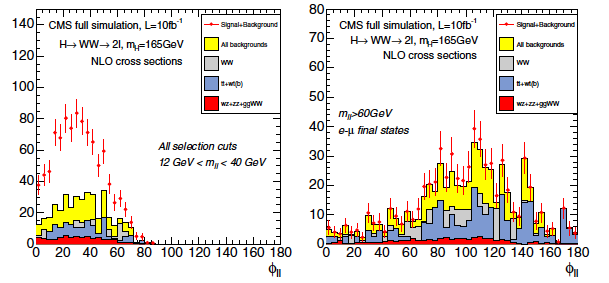 CMS full simulation, L=10fb⁻¹
H→ WW→ 2l, m_H=165GeV
NLO cross sections
Signal+Background
All backgrounds
WW
tt+wt(b)
wz+zz+ggWW
All selection cuts
12 GeV < m_ll < 40 GeV
140
120
100
80
60
40
20
0
0 20 40 60 80 100 120 140 160 180
ϕ_ll
CMS full simulation, L=10fb⁻¹
H→ WW→ 2l, m_H=165GeV
NLO cross sections
Signal+Background
All backgrounds
WW
tt+wt(b)
wz+zz+ggWW
m_ll>60GeV
e-μ final states
80
70
60
50
40
30
20
10
0
0 20 40 60 80 100 120 140 160 180
ϕ_ll